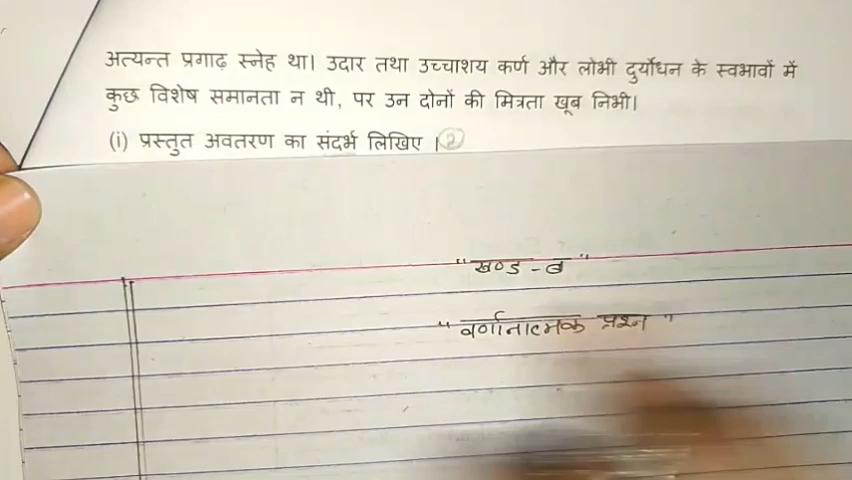 अत्यन्त प्रगाढ़ स्नेह था। उदार तथा उच्चाशय कर्ण और लोभी दुर्योधन के स्वभावों में
कुछ विशेष समानता न थी, पर उन दोनों की मित्रता खूब निभी।
(i) प्रस्तुत अवतरण का संदर्भ लिखिए । 2
"खण्ड - ब"
"वर्णनात्मक प्रश्न"